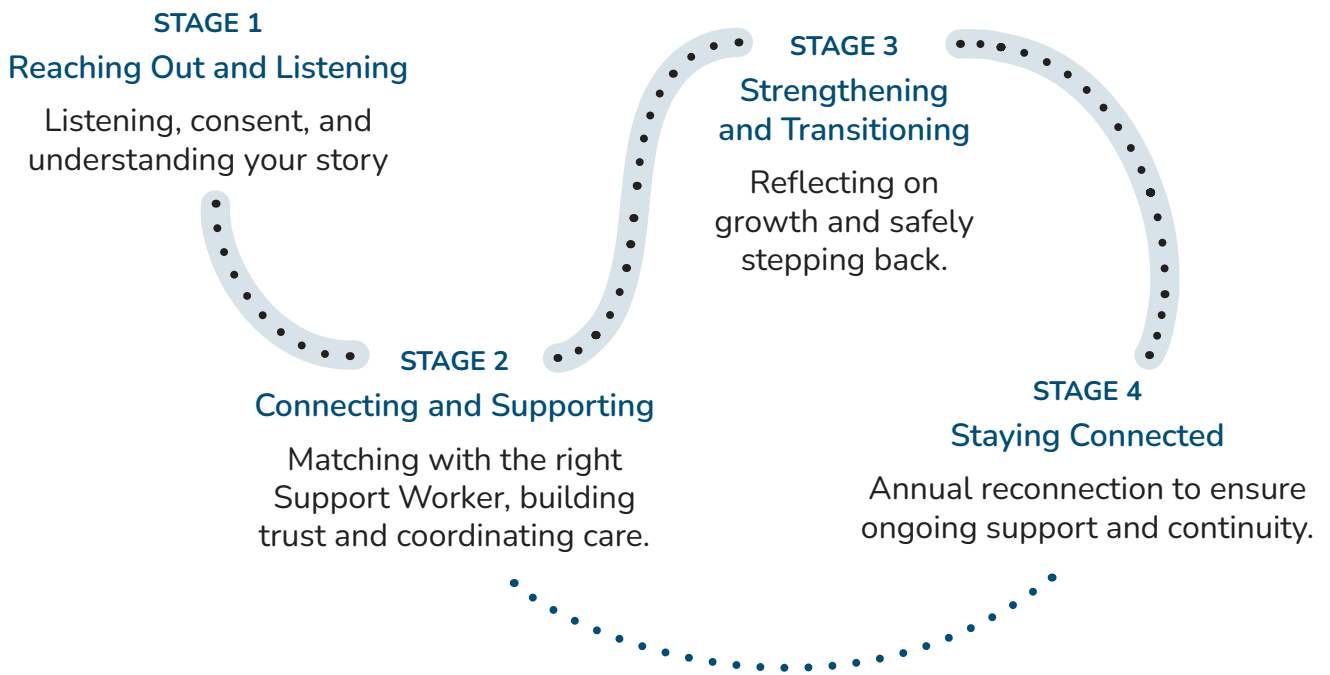 STAGE 1
Reaching Out and Listening
Listening, consent, and
understanding your story
STAGE 2
Connecting and Supporting
Matching with the right
Support Worker, building
trust and coordinating care.
STAGE 3
Strengthening
and Transitioning
Reflecting on
growth and safely
stepping back.
STAGE 4
Staying Connected
Annual reconnection to ensure
ongoing support and continuity.